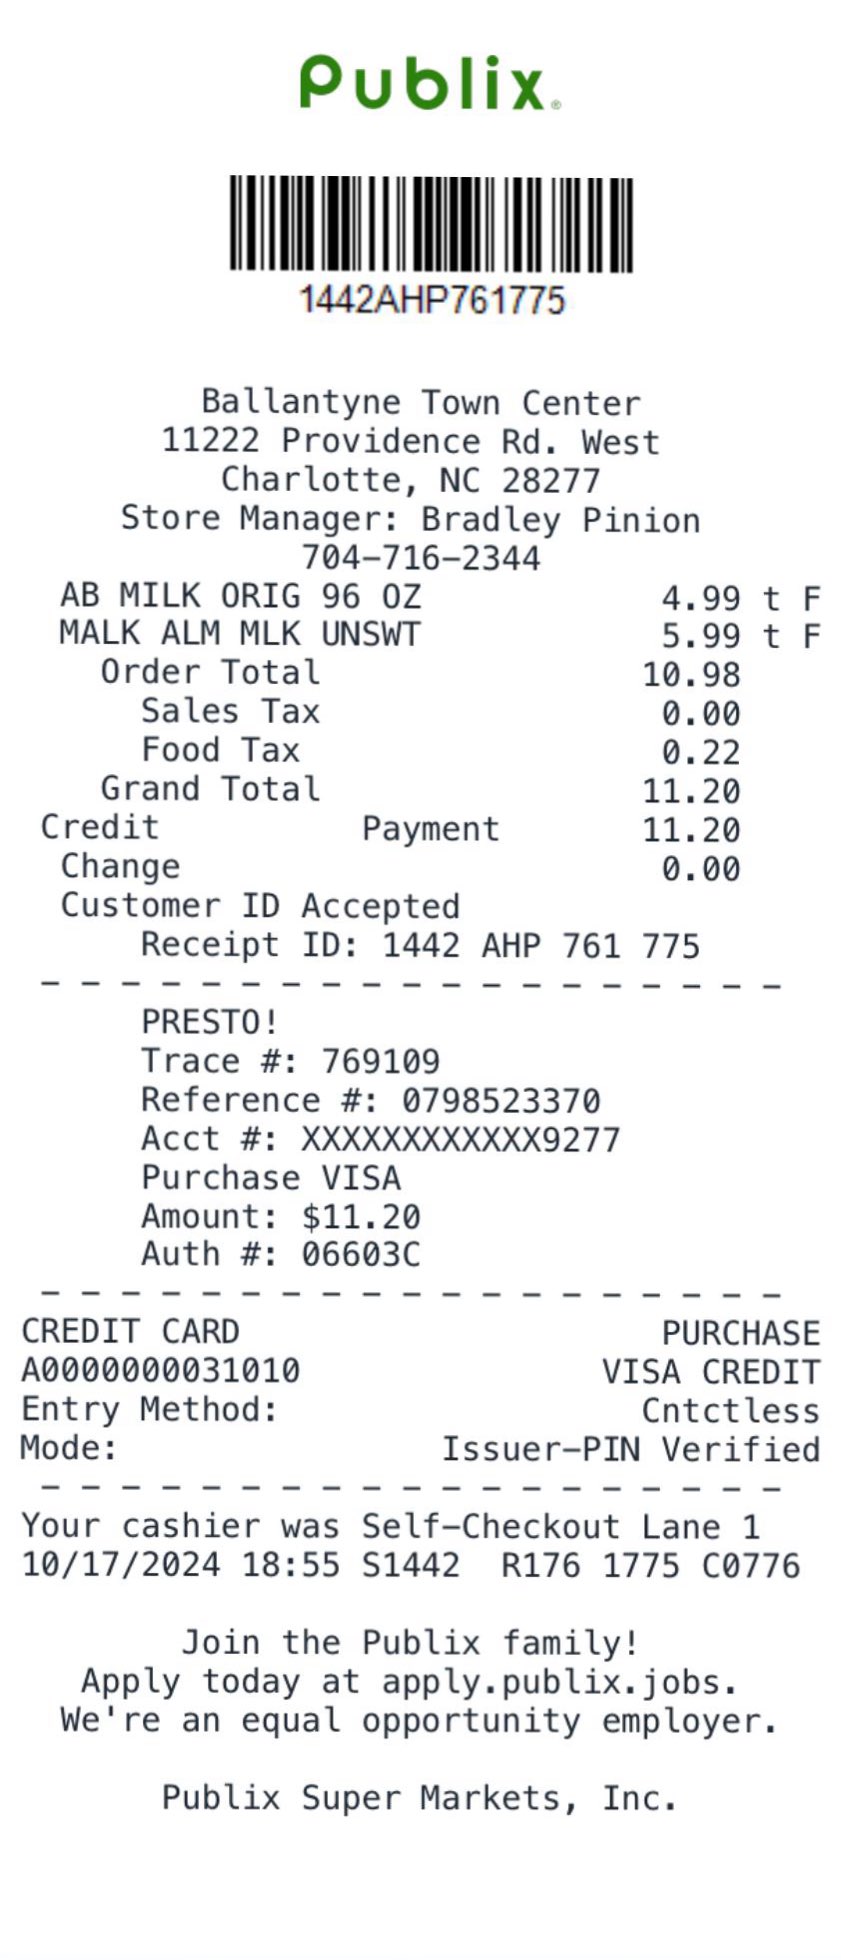 Publix®
1442AHP761775
Ballantyne Town Center
11222 Providence Rd. West
Charlotte, NC 28277
Store Manager: Bradley Pinion
704-716-2344
AB MILK ORIG 96 OZ 4.99 t F
MALK ALM MLK UNSWT 5.99 t F
Order Total 10.98
Sales Tax 0.00
Food Tax 0.22
Grand Total 11.20
Credit Payment 11.20
Change 0.00
Customer ID Accepted
Receipt ID: 1442 AHP 761 775
- - - - - - - - - - - - - - - - - - -
PRESTO!
Trace #: 769109
Reference #: 0798523370
Acct #: XXXXXXXXXXXX9277
Purchase VISA
Amount: $11.20
Auth #: 06603C
- - - - - - - - - - - - - - - - - - -
CREDIT CARD PURCHASE
A0000000031010 VISA CREDIT
Entry Method: Cntctless
Mode: Issuer-PIN Verified
- - - - - - - - - - - - - - - - - - -
Your cashier was Self-Checkout Lane 1
10/17/2024 18:55 S1442 R176 1775 C0776
Join the Publix family!
Apply today at apply.publix.jobs.
We're an equal opportunity employer.
Publix Super Markets, Inc.